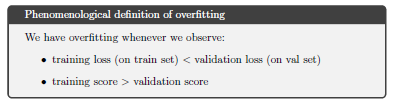 Phenomenological definition of overfitting
We have overfitting whenever we observe:
• training loss (on train set) < validation loss (on val set)
• training score > validation score